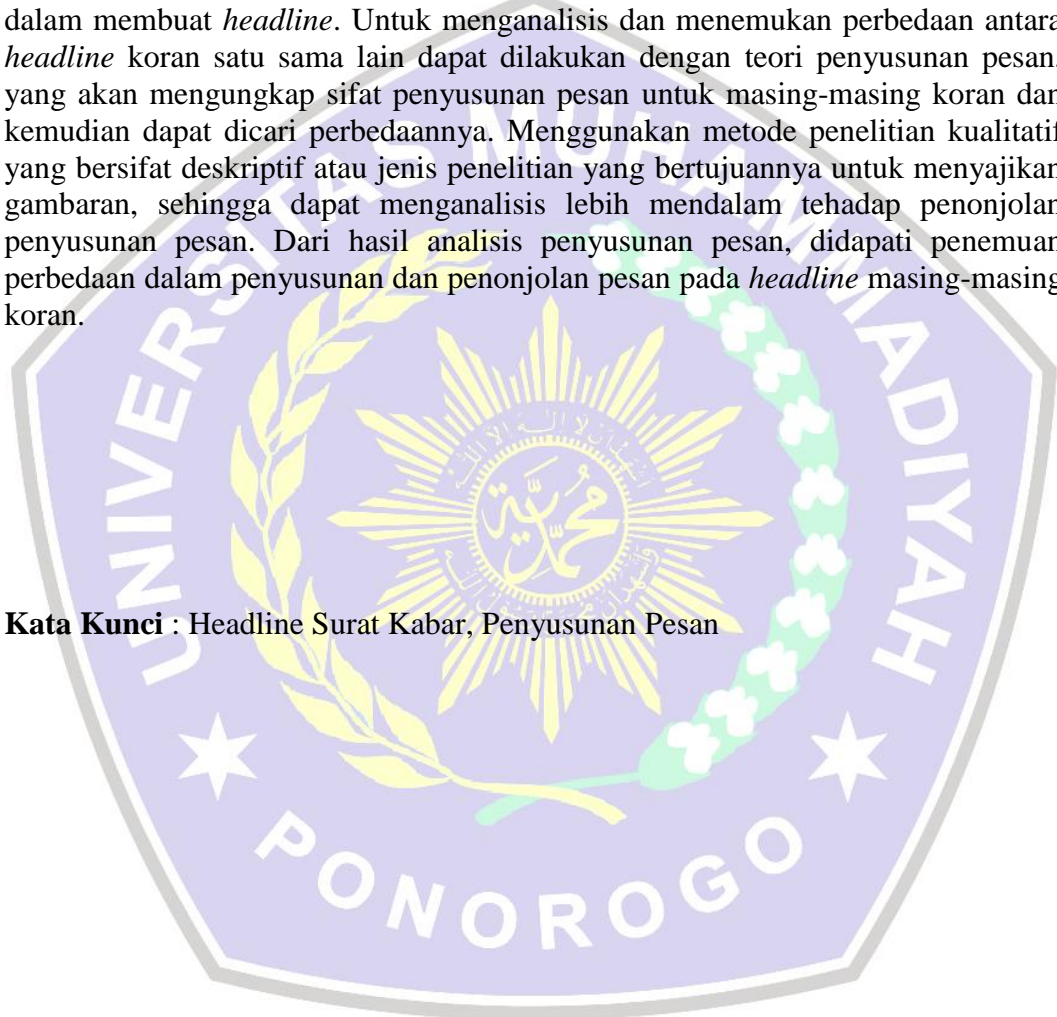 dalam membuat headline. Untuk menganalisis dan menemukan perbedaan antara
headline koran satu sama lain dapat dilakukan dengan teori penyusunan pesan,
yang akan mengungkap sifat penyusunan pesan untuk masing-masing koran dan
kemudian dapat dicari perbedaannya. Menggunakan metode penelitian kualitatif
yang bersifat deskriptif atau jenis penelitian yang bertujuannya untuk menyajikan
gambaran, sehingga dapat menganalisis lebih mendalam tehadap penonjolan
penyusunan pesan. Dari hasil analisis penyusunan pesan, didapati penemuan
perbedaan dalam penyusunan dan penonjolan pesan pada headline masing-masing
koran.
UNIVERSITAS MUHAMMADIYAH
محمدية
Kata Kunci : Headline Surat Kabar, Penyusunan Pesan
PONOROGO